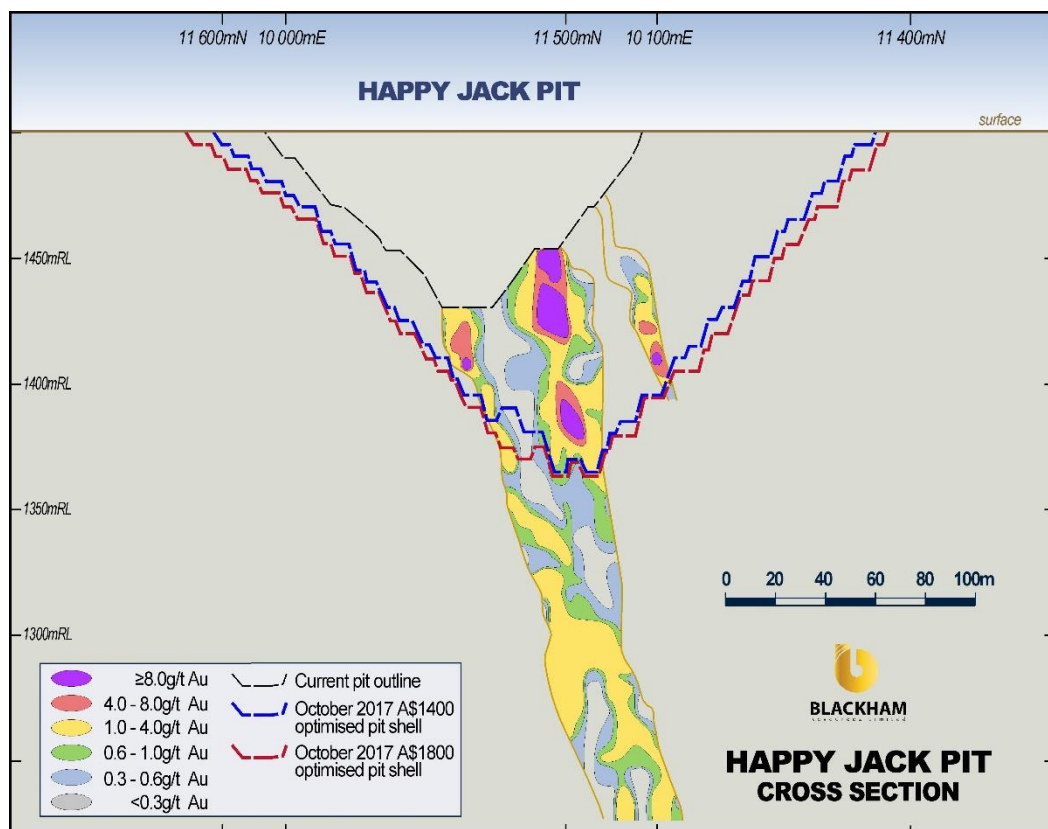 11 600mN 10 000mE 11 500mN 10 100mE 11 400mN
HAPPY JACK PIT
surface
1450mRL
1400mRL
1350mRL
1300mRL
0 20 40 60 80 100m
≥8.0g/t Au
4.0 - 8.0g/t Au
1.0 - 4.0g/t Au
0.6 - 1.0g/t Au
0.3 - 0.6g/t Au
<0.3g/t Au
Current pit outline
October 2017 A$1400
optimised pit shell
October 2017 A$1800
optimised pit shell
BLACKHAM
RESOURCES LIMITED
HAPPY JACK PIT
CROSS SECTION